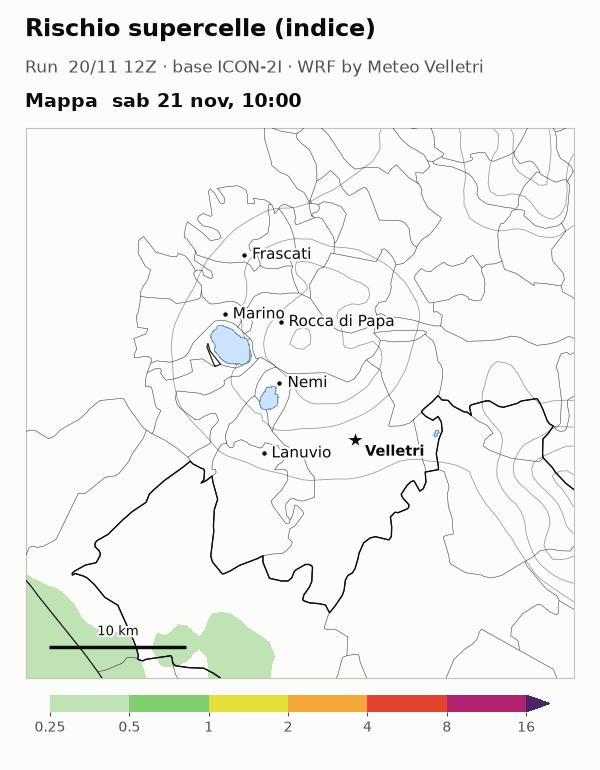 Rischio supercelle (indice)
Run  20/11 12Z · base ICON-2I · WRF by Meteo Velletri
Mappa  sab 21 nov, 10:00
Frascati
Marino
Rocca di Papa
Nemi
Velletri
Lanuvio
10 km
0.25 0.5 1 2 4 8 16